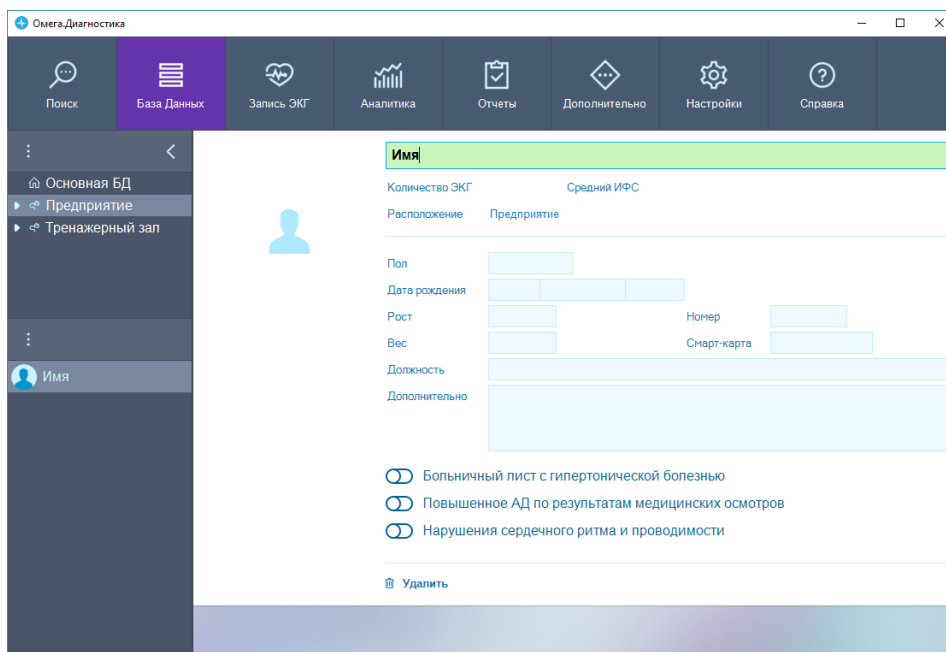 Омега.Диагностика
Поиск
База Данных
Запись ЭКГ
Аналитика
Отчеты
Дополнительно
Настройки
Справка
Основная БД
Предприятие
Тренажерный зал
Имя
Имя
Количество ЭКГ Средний ИФС
Расположение Предприятие
Пол
Дата рождения
Рост Номер
Вес Смарт-карта
Должность
Дополнительно
Больничный лист с гипертонической болезнью
Повышенное АД по результатам медицинских осмотров
Нарушения сердечного ритма и проводимости
Удалить